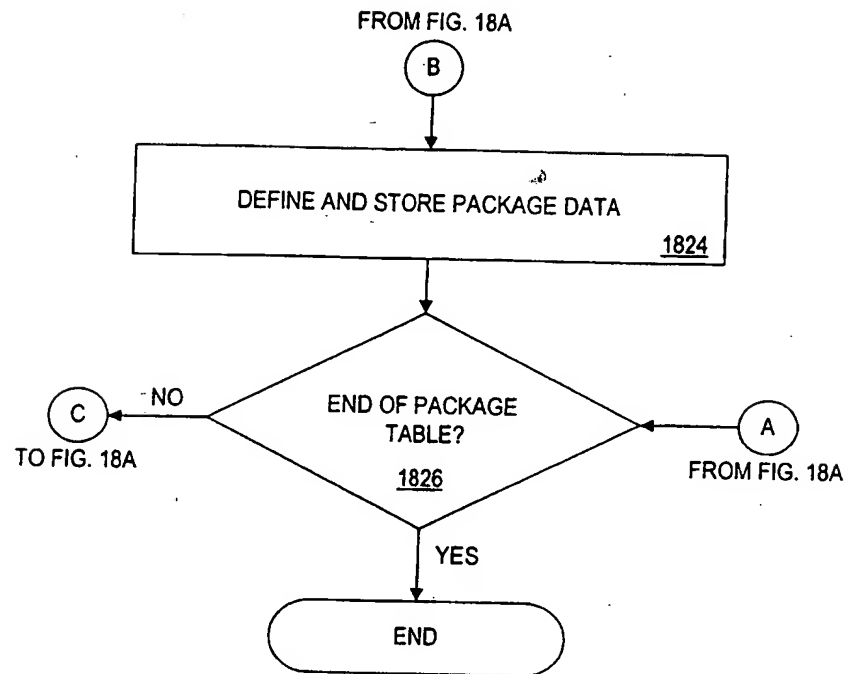 FROM FIG. 18A
B
DEFINE AND STORE PACKAGE DATA
1824
END OF PACKAGE
TABLE?
1826
NO
C
TO FIG. 18A
A
FROM FIG. 18A
YES
END